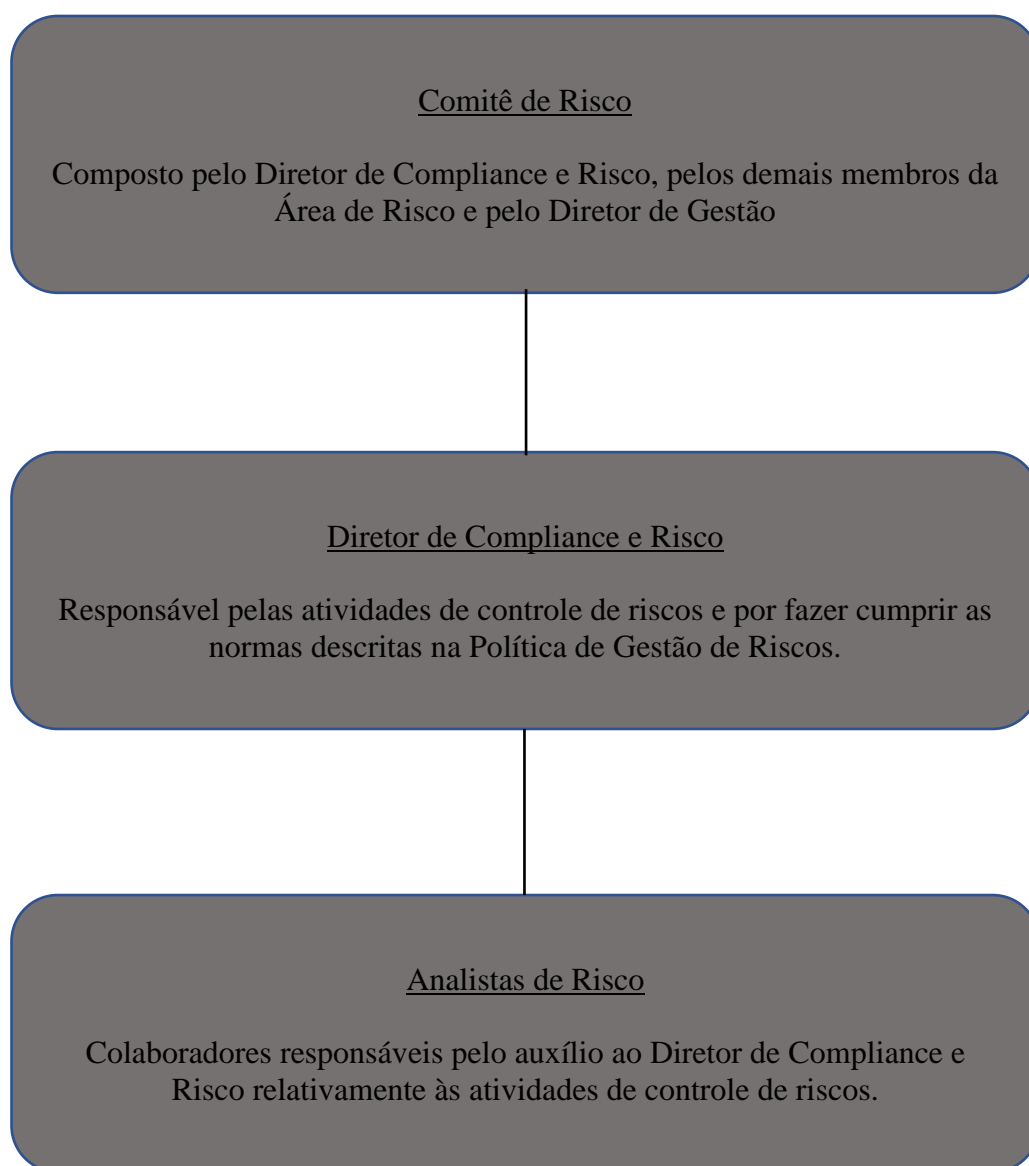 Comitê de Risco
Composto pelo Diretor de Compliance e Risco, pelos demais membros da
Área de Risco e pelo Diretor de Gestão
Diretor de Compliance e Risco
Responsável pelas atividades de controle de riscos e por fazer cumprir as
normas descritas na Política de Gestão de Riscos.
Analistas de Risco
Colaboradores responsáveis pelo auxílio ao Diretor de Compliance e
Risco relativamente às atividades de controle de riscos.